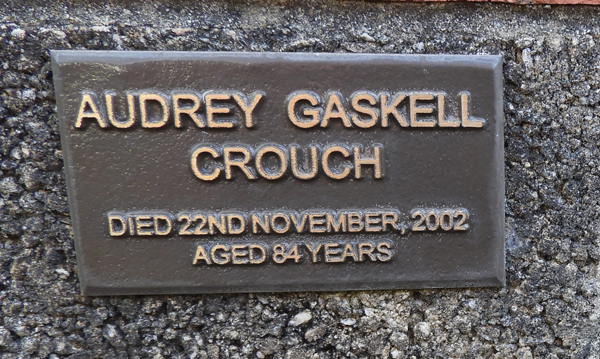 AUDREY GASKELL
CROUCH
DIED 22ND NOVEMBER, 2002
AGED 84 YEARS